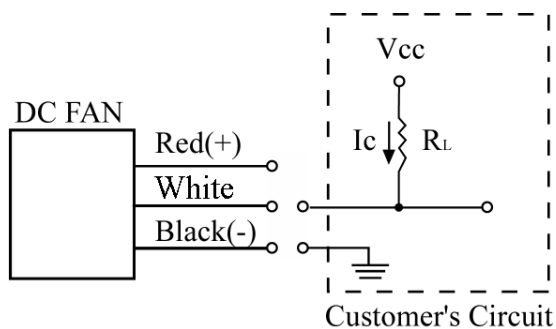 Vcc
DC FAN
Red(+)
Ic
RL
White
Black(-)
Customer's Circuit